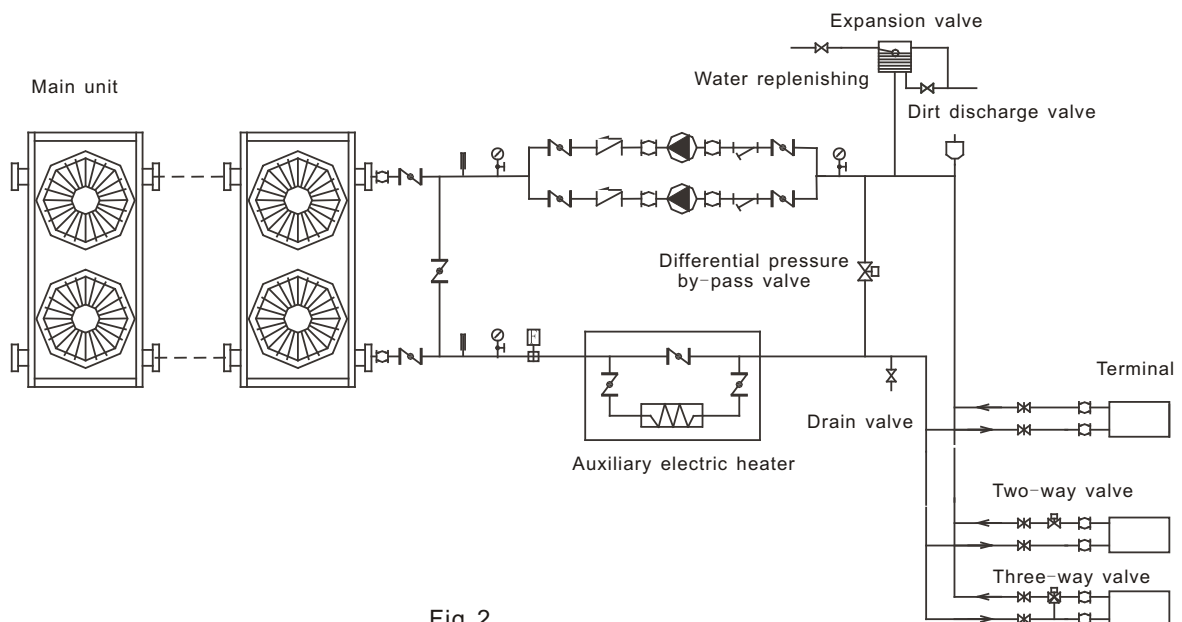 Expansion valve
Main unit
Water replenishing
Dirt discharge valve
Differential pressure
by-pass valve
Terminal
Drain valve
Auxiliary electric heater
Two-way valve
Three-way valve
Fig 2